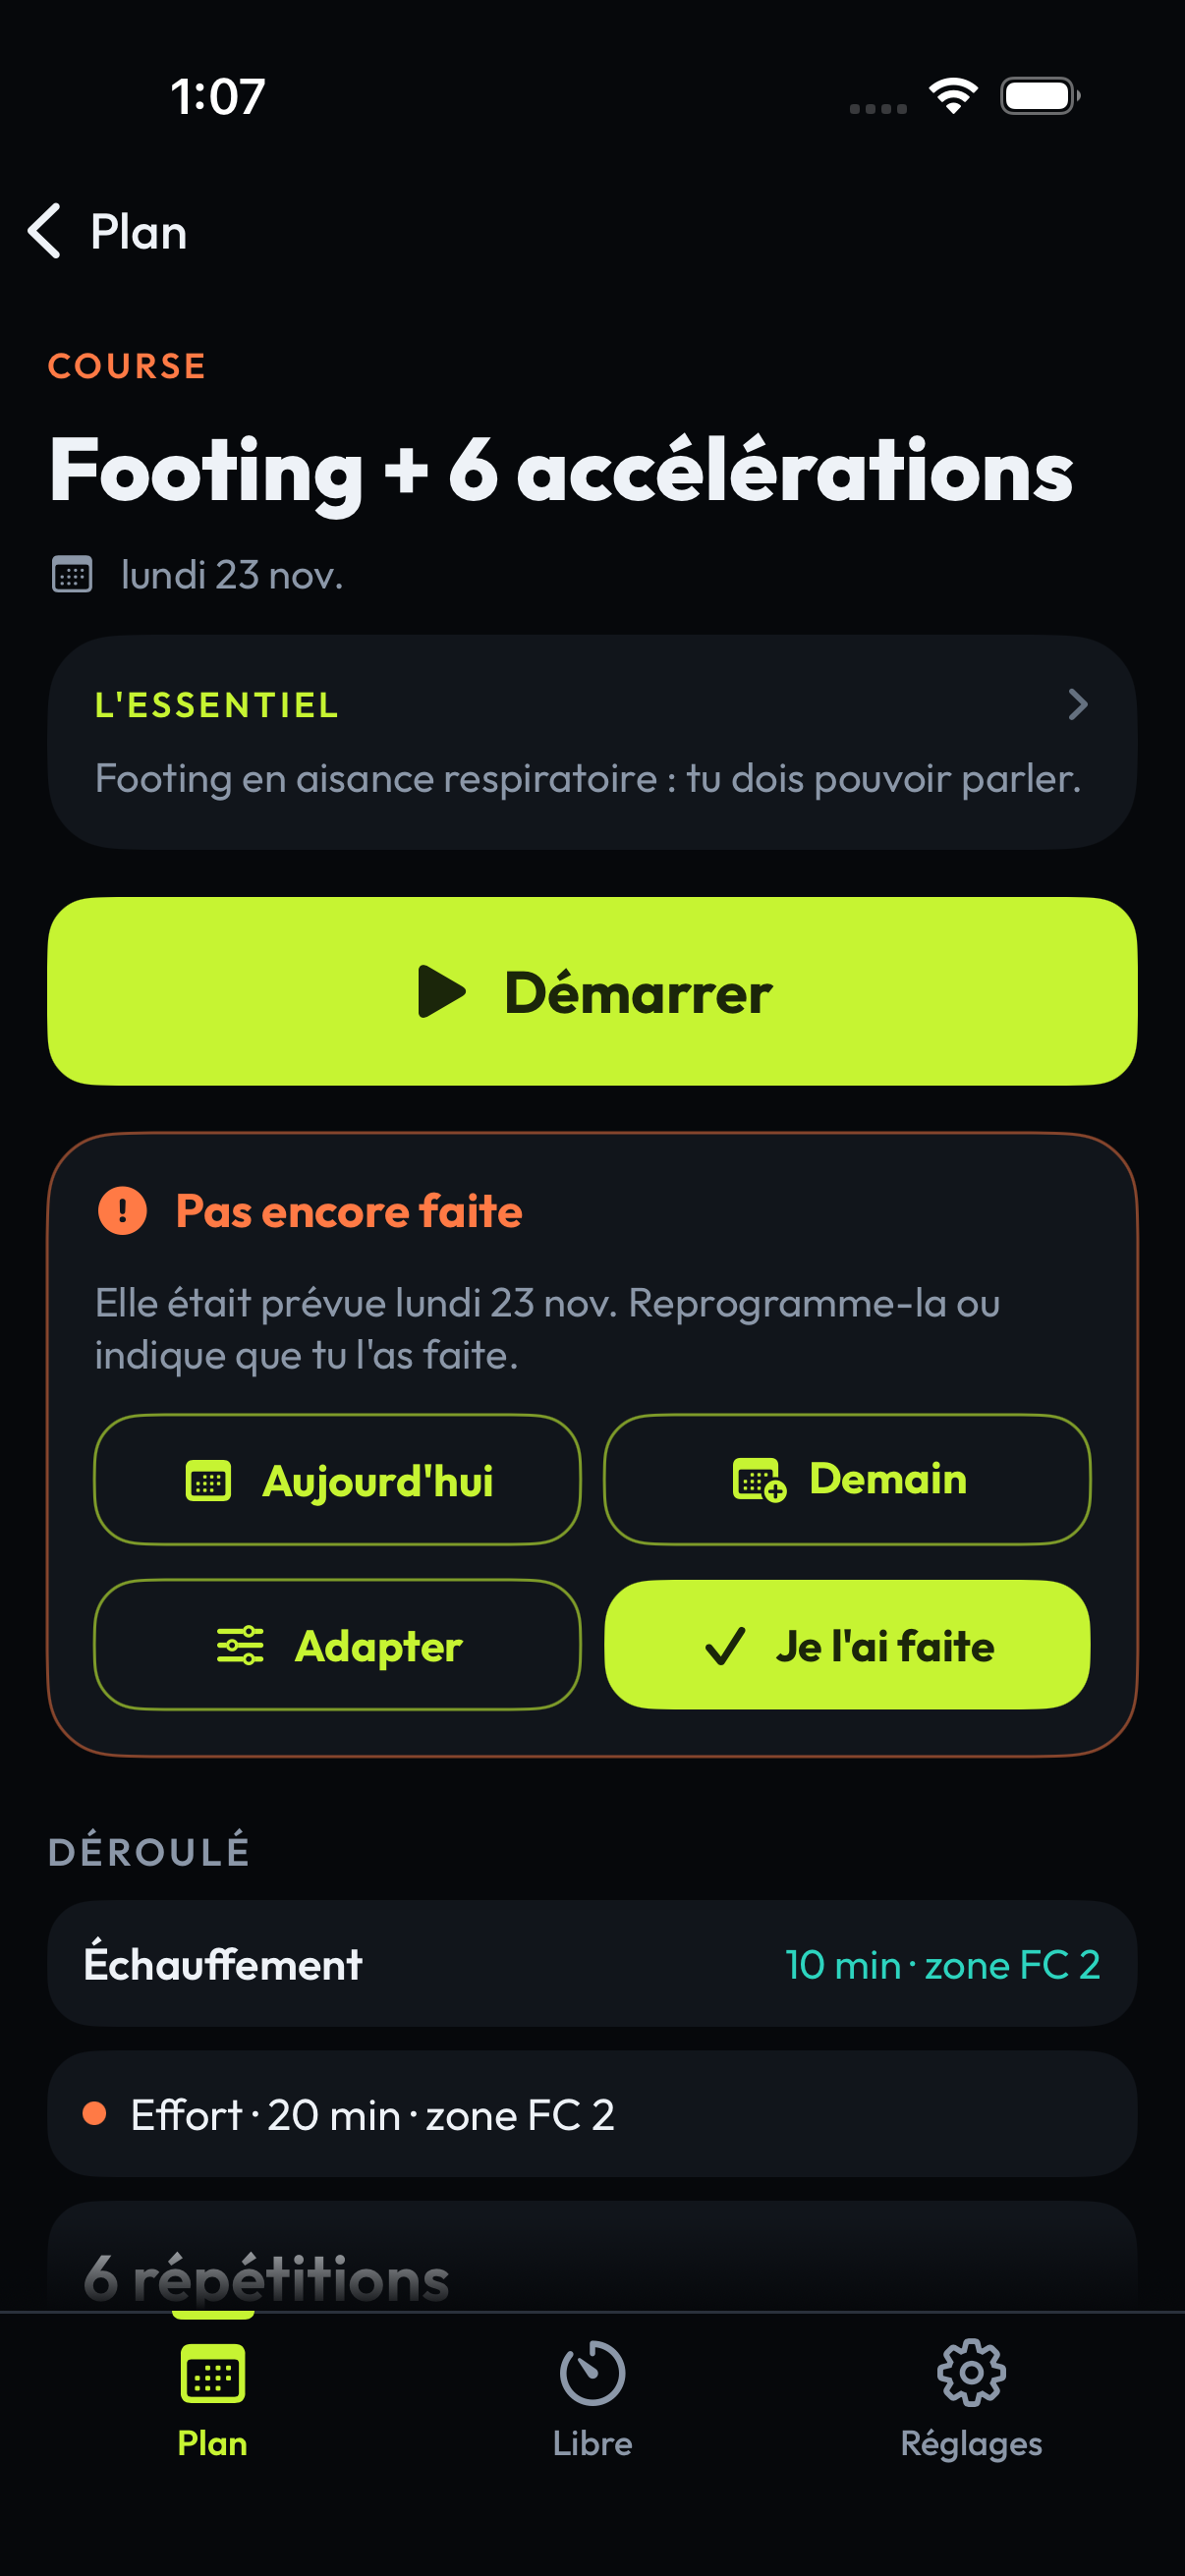 1:07
Plan
COURSE
Footing + 6 accélérations
lundi 23 nov.
L'ESSENTIEL
Footing en aisance respiratoire : tu dois pouvoir parler.
Démarrer
Pas encore faite
Elle était prévue lundi 23 nov. Reprogramme-la ou
indique que tu l'as faite.
Aujourd'hui
Demain
Adapter
Je l'ai faite
DÉROULÉ
Échauffement
10 min · zone FC 2
Effort · 20 min · zone FC 2
6 répétitions
Plan
Libre
Réglages